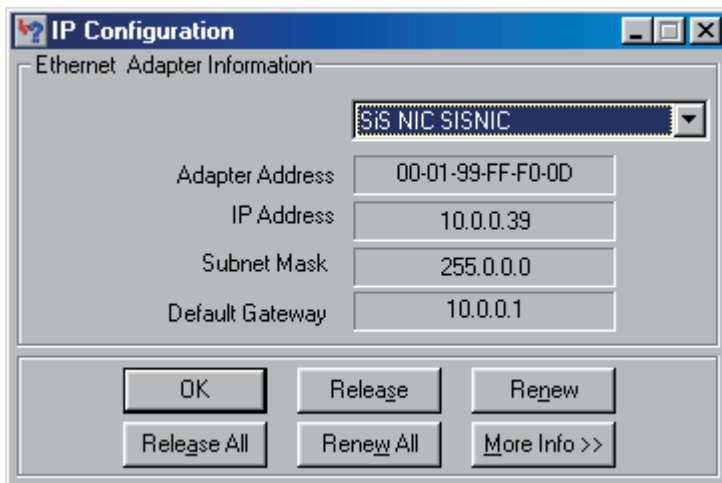 IP Configuration
Ethernet Adapter Information
SiS NIC SISNIC
Adapter Address 00-01-99-FF-F0-0D
IP Address 10.0.0.39
Subnet Mask 255.0.0.0
Default Gateway 10.0.0.1
OK Release Renew
Release All Renew All More Info >>